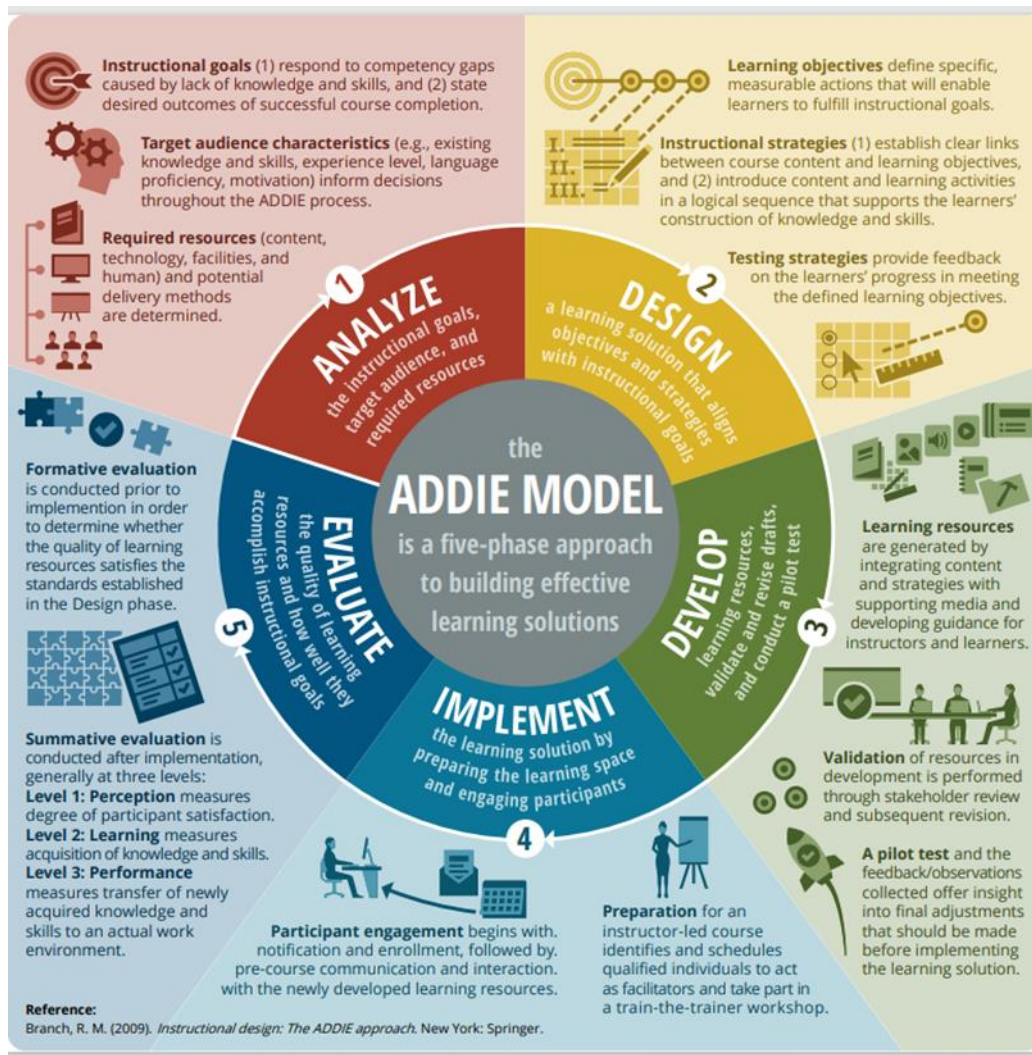 Instructional goals (1) respond to competency gaps
caused by lack of knowledge and skills, and (2) state
desired outcomes of successful course completion.
Target audience characteristics (e.g., existing
knowledge and skills, experience level, language
proficiency, motivation) inform decisions
throughout the ADDIE process.
Required resources (content,
technology, facilities, and
human) and potential
delivery methods
are determined.
Learning objectives define specific,
measurable actions that will enable
learners to fulfill instructional goals.
I.
II.
III.
Instructional strategies (1) establish clear links
between course content and learning objectives,
and (2) introduce content and learning activities
in a logical sequence that supports the learners'
construction of knowledge and skills.
Testing strategies provide feedback
on the learners' progress in meeting
the defined learning objectives.
1
ANALYZE
the instructional goals,
target audience, and
required resources
2
DESIGN
a learning solution that aligns
objectives and strategies
with instructional goals
the
ADDIE MODEL
is a five-phase approach
to building effective
learning solutions
3
DEVELOP
learning resources,
validate and revise drafts,
and conduct a pilot test
Learning resources
are generated by
integrating content
and strategies with
supporting media and
developing guidance for
instructors and learners.
Validation of resources in
development is performed
through stakeholder review
and subsequent revision.
A pilot test and the
feedback/observations
collected offer insight
into final adjustments
that should be made
before implementing
the learning solution.
4
IMPLEMENT
the learning solution by
preparing the learning space
and engaging participants
Participant engagement begins with.
notification and enrollment, followed by.
pre-course communication and interaction.
with the newly developed learning resources.
Preparation for an
instructor-led course
identifies and schedules
qualified individuals to act
as facilitators and take part in
a train-the-trainer workshop.
5
EVALUATE
the quality of learning
resources and how well they
accomplish instructional goals
Formative evaluation
is conducted prior to
implemention in order
to determine whether
the quality of learning
resources satisfies the
standards established
in the Design phase.
Summative evaluation is
conducted after implementation,
generally at three levels:
Level 1: Perception measures
degree of participant satisfaction.
Level 2: Learning measures
acquisition of knowledge and skills.
Level 3: Performance
measures transfer of newly
acquired knowledge and
skills to an actual work
environment.
Reference:
Branch, R. M. (2009). Instructional design: The ADDIE approach. New York: Springer.